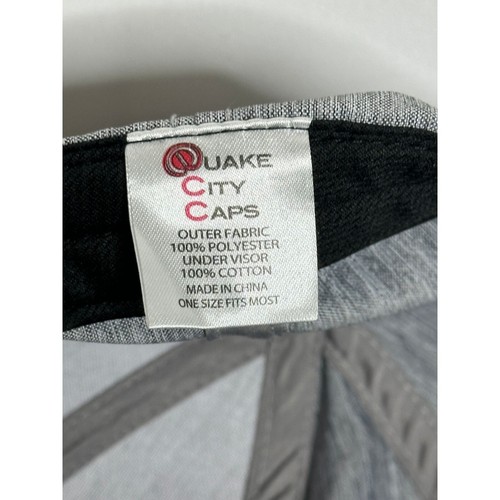 QUAKE
CITY
CAPS
OUTER FABRIC
100% POLYESTER
UNDER VISOR
100% COTTON
MADE IN CHINA
ONE SIZE FITS MOST